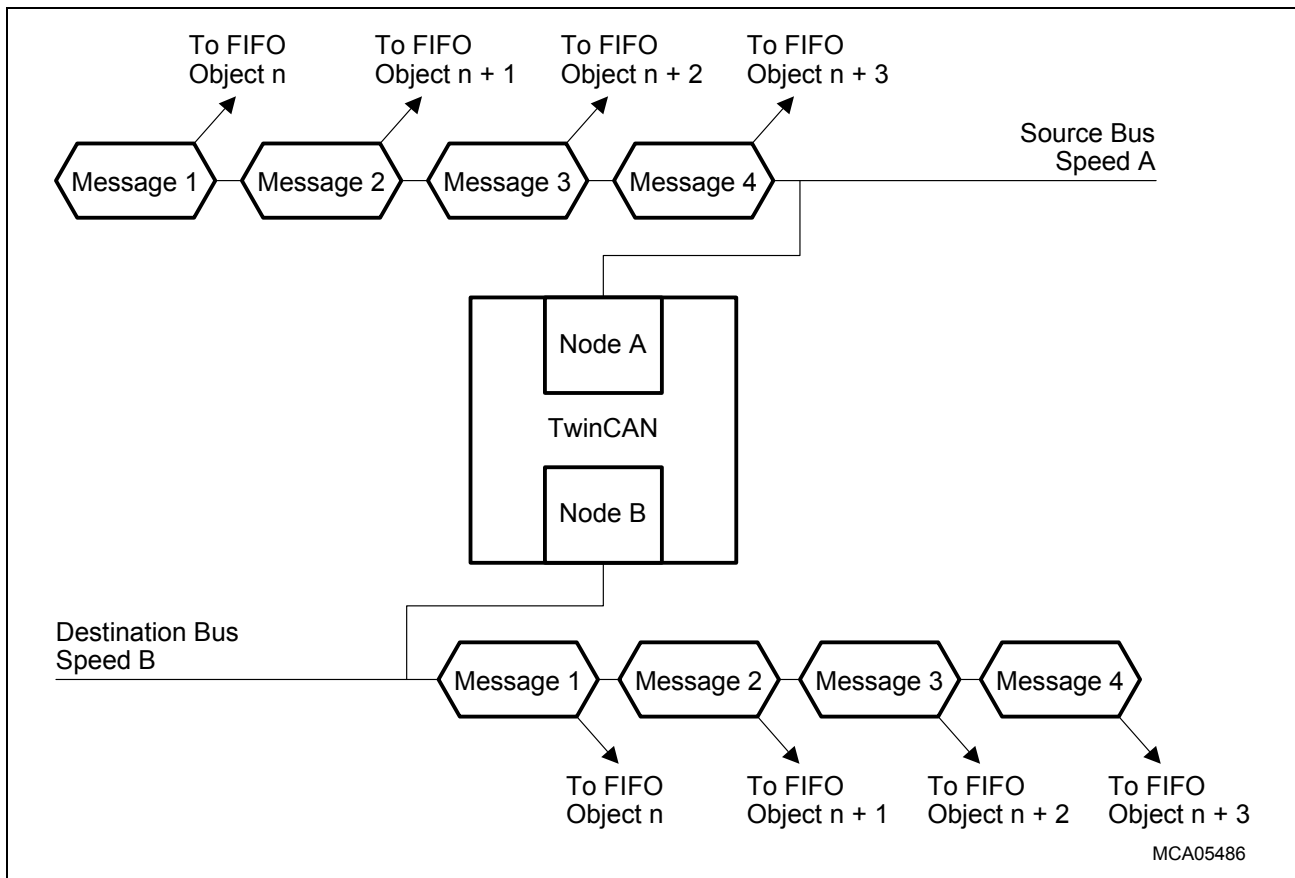 To FIFO
Object n
To FIFO
Object n + 1
To FIFO
Object n + 2
To FIFO
Object n + 3
Source Bus
Speed A
Message 1
Message 2
Message 3
Message 4
Node A
TwinCAN
Node B
Destination Bus
Speed B
Message 1
Message 2
Message 3
Message 4
To FIFO
Object n
To FIFO
Object n + 1
To FIFO
Object n + 2
To FIFO
Object n + 3
MCA05486